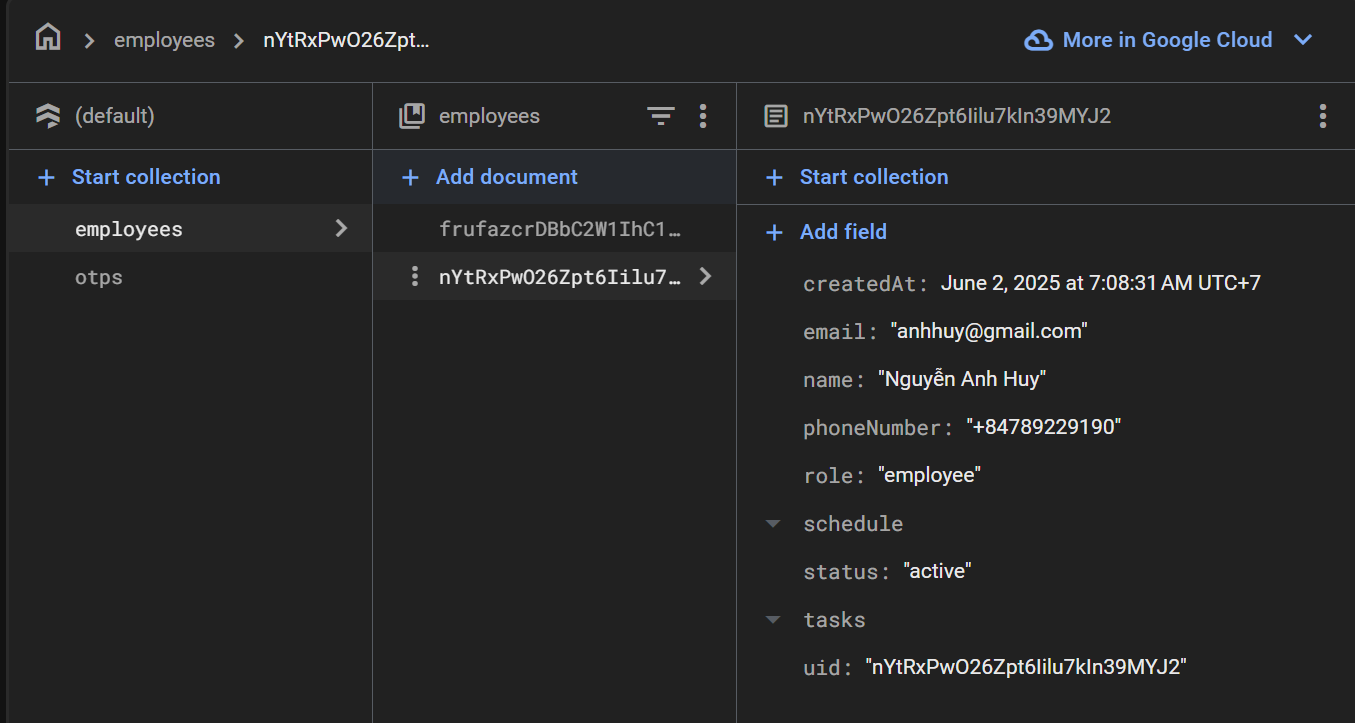 employees
nYtRxPwO26Zpt...
More in Google Cloud
(default)
employees
nYtRxPwO26Zpt6Iilu7kIn39MYJ2
Start collection
Add document
Start collection
employees
otps
frufazcrDBbC2W1IhC1...
nYtRxPwO26Zpt6Iilu7...
Add field
createdAt: June 2, 2025 at 7:08:31 AM UTC+7
email: "anhhuy@gmail.com"
name: "Nguyễn Anh Huy"
phoneNumber: "+84789229190"
role: "employee"
schedule
status: "active"
tasks
uid: "nYtRxPwO26Zpt6Iilu7kIn39MYJ2"